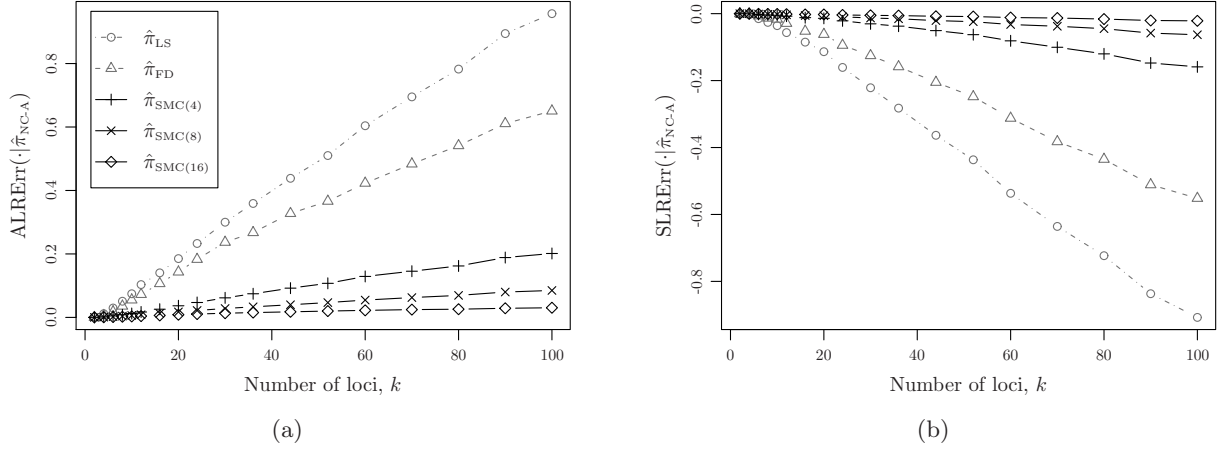 ALRErr(·|π̂NC-A)
0.0
0.2
0.4
0.6
0.8
π̂LS
π̂FD
π̂SMC(4)
π̂SMC(8)
π̂SMC(16)
0 20 40 60 80 100
Number of loci, k
(a)
SLRErr(·|π̂NC-A)
0.0
-0.2
-0.4
-0.6
-0.8
0 20 40 60 80 100
Number of loci, k
(b)